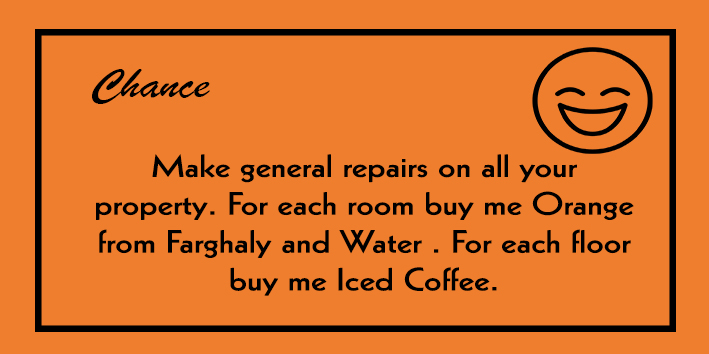 Chance
Make general repairs on all your
property. For each room buy me Orange
from Farghaly and Water . For each floor
buy me Iced Coffee.